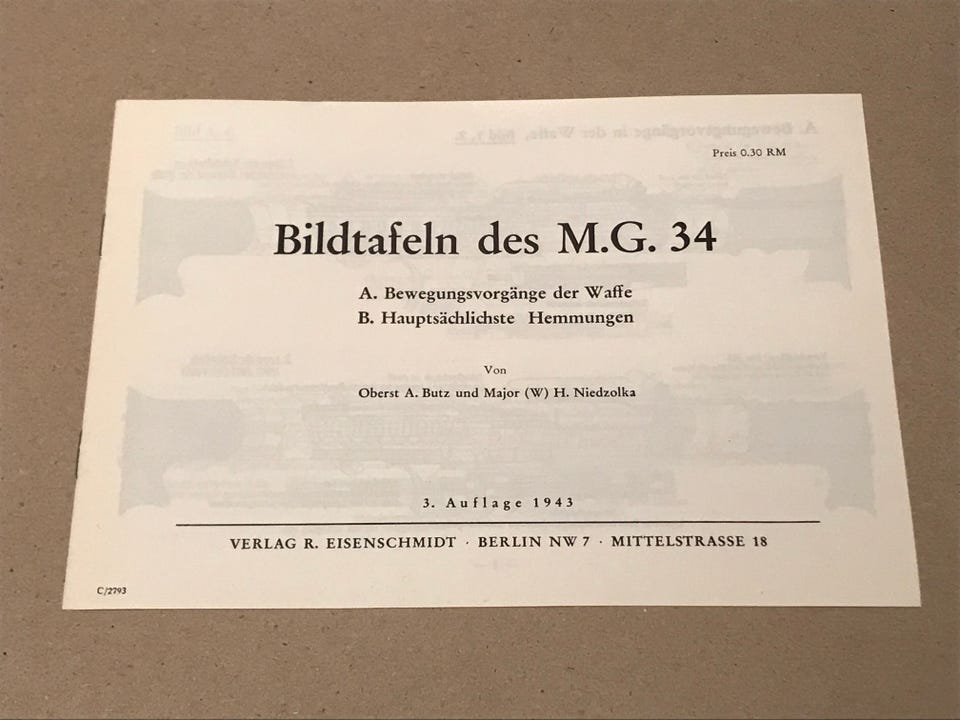 Preis 0.30 RM
Bildtafeln des M.G. 34
A. Bewegungsvorgänge der Waffe
B. Hauptsächlichste Hemmungen
Von
Oberst A. Butz und Major (W) H. Niedzolka
3. Auflage 1943
VERLAG R. EISENSCHMIDT · BERLIN NW 7 · MITTELSTRASSE 18
C/2793